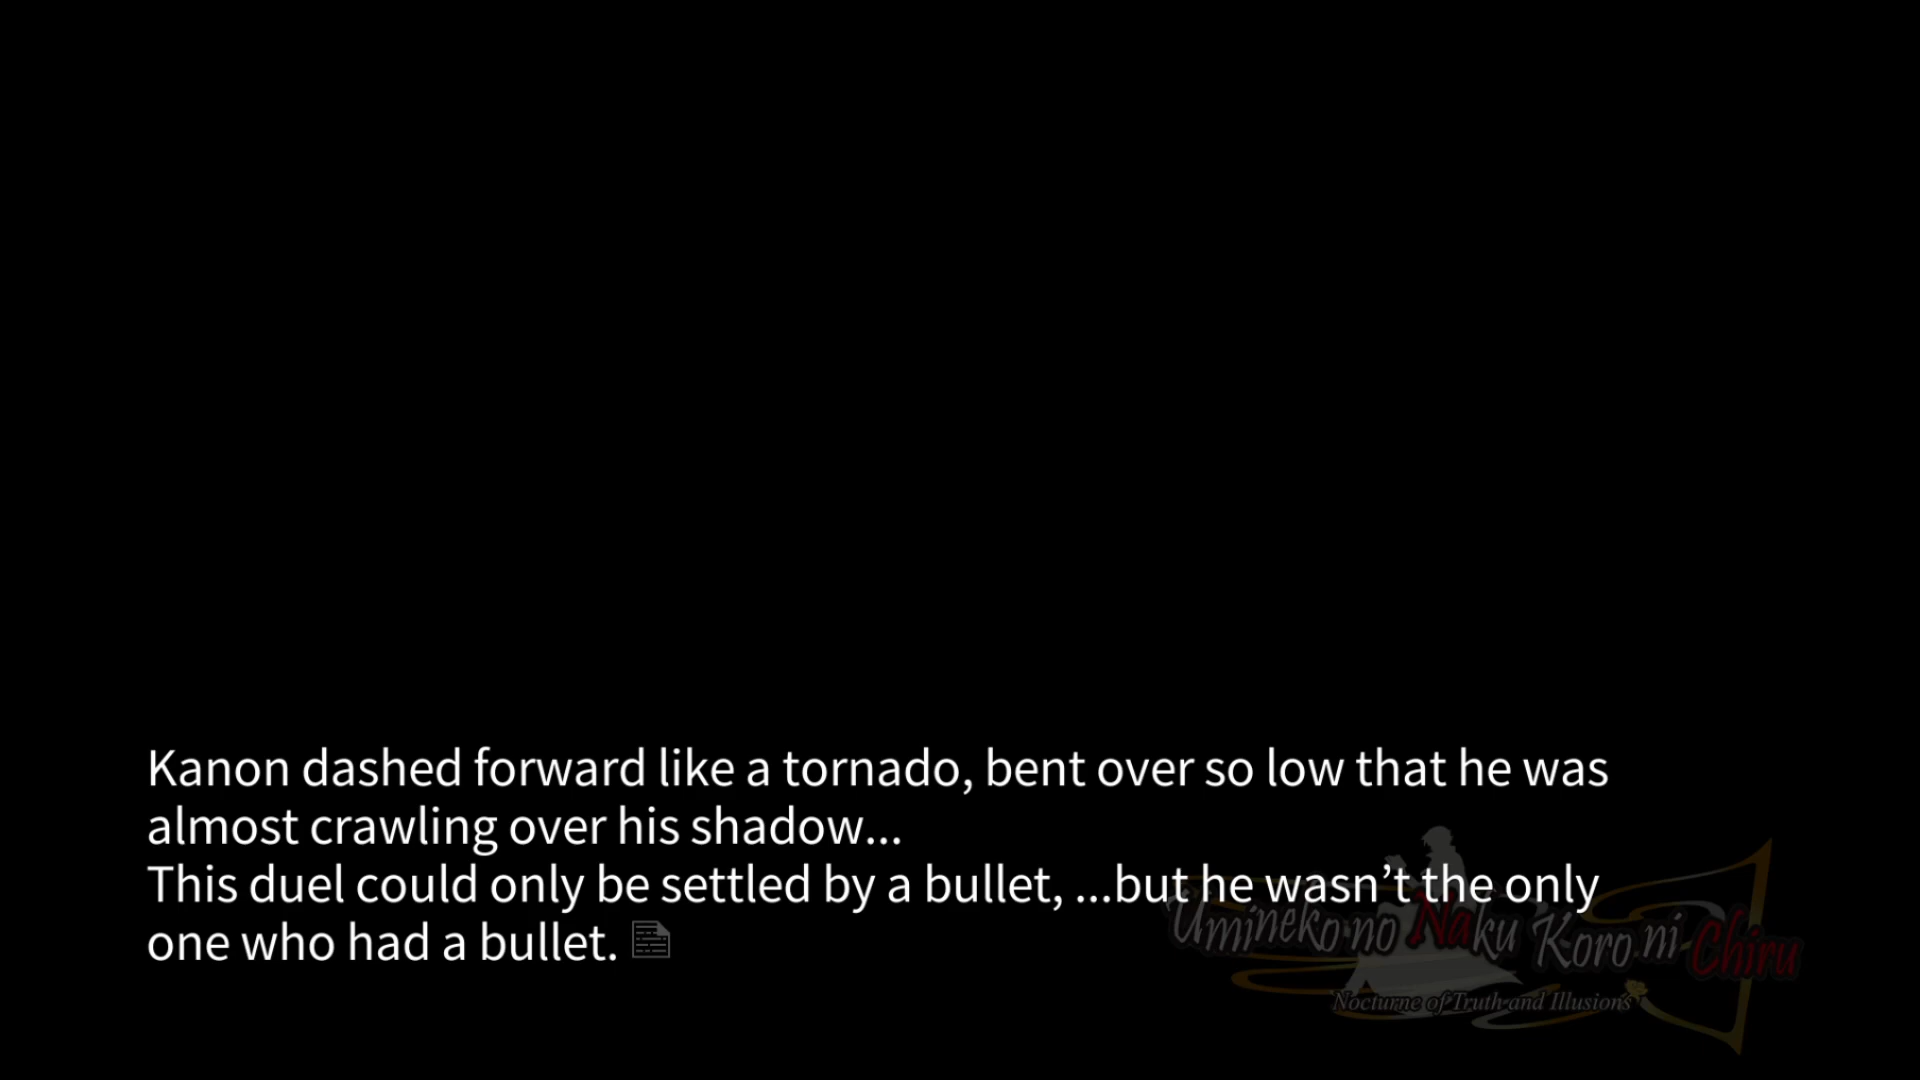 Kanon dashed forward like a tornado, bent over so low that he was
almost crawling over his shadow...
This duel could only be settled by a bullet, ...but he wasn’t the only
one who had a bullet.
Umineko no Naku Koro ni Chiru
Nocturne of Truth and Illusions